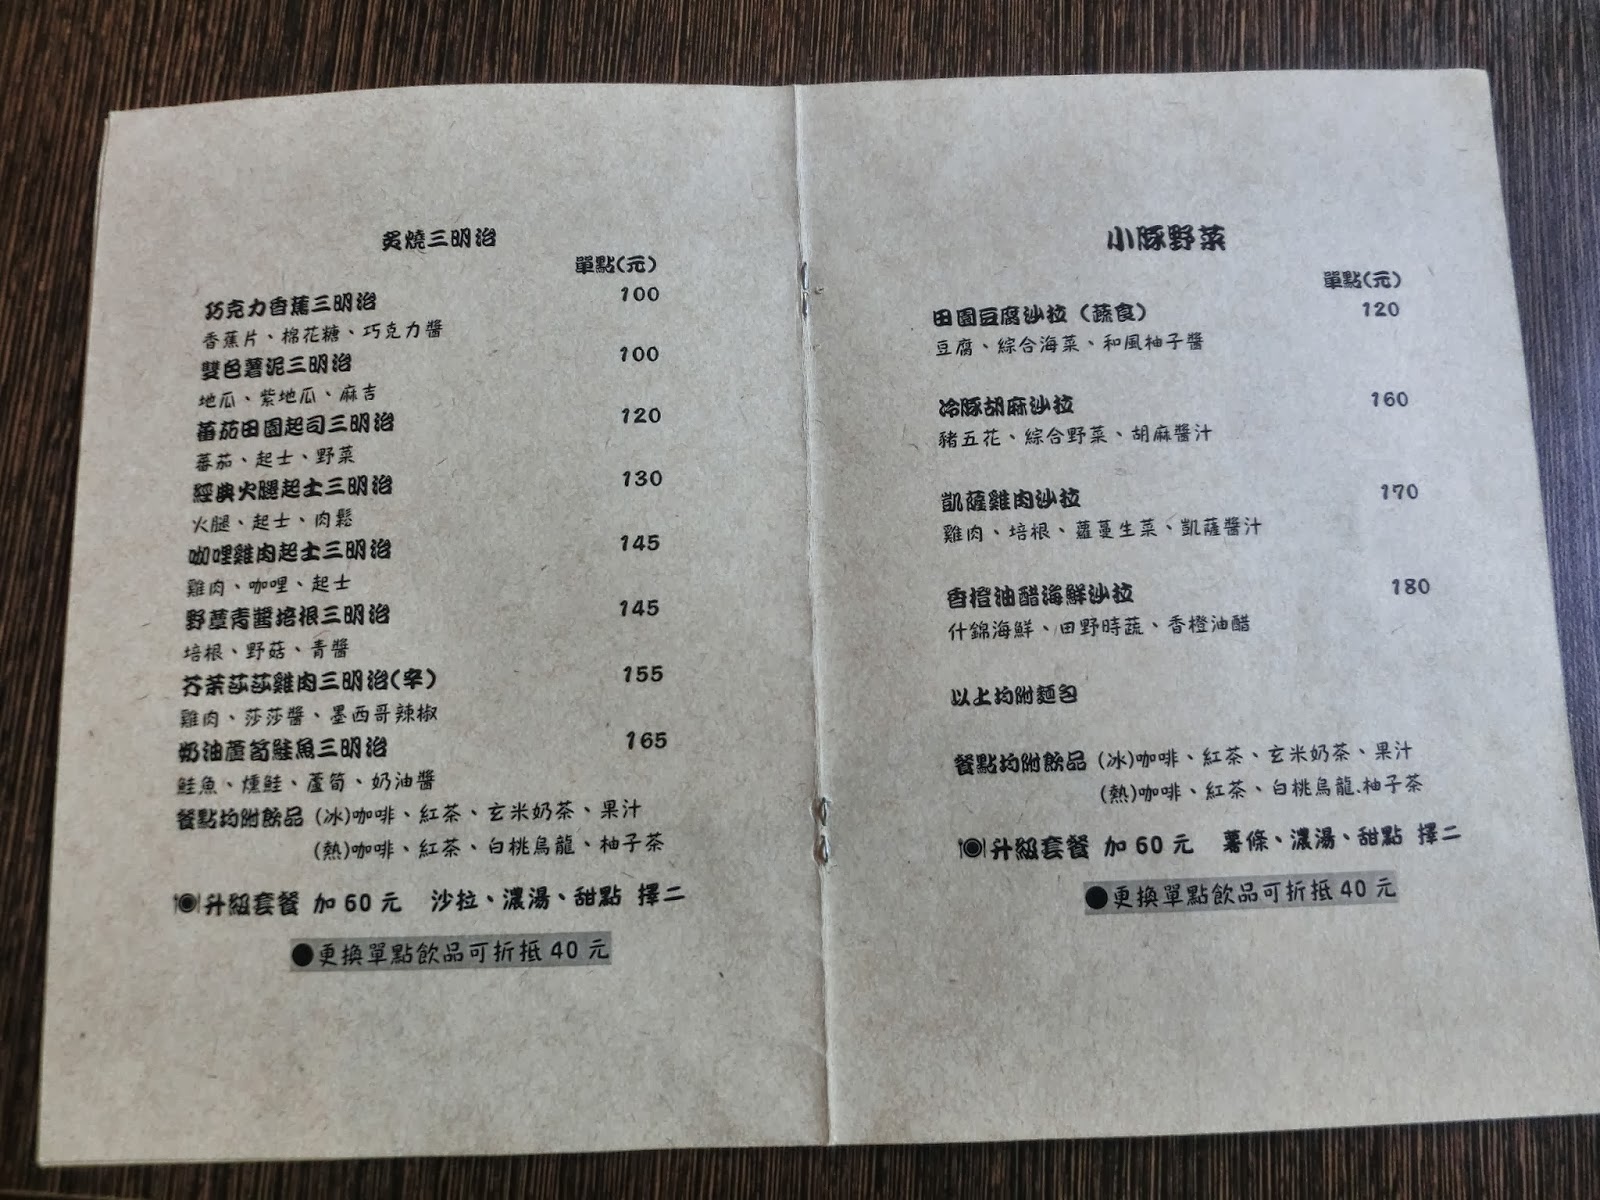 炙燒三明治
單點(元)
巧克力香蕉三明治 100
香蕉片、棉花糖、巧克力醬
雙色薯泥三明治 100
地瓜、紫地瓜、麻吉
蕃茄田園起司三明治 120
蕃茄、起士、野菜
經典火腿起士三明治 130
火腿、起士、肉鬆
咖哩雞肉起士三明治 145
雞肉、咖哩、起士
野蕈青醬培根三明治 145
培根、野菇、青醬
芥茉莎莎雞肉三明治(辛) 155
雞肉、莎莎醬、墨西哥辣椒
奶油蘆筍鮭魚三明治 165
鮭魚、燻鮭、蘆筍、奶油醬
餐點均附飲品 (冰)咖啡、紅茶、玄米奶茶、果汁
(熱)咖啡、紅茶、白桃烏龍、柚子茶
升級套餐 加60元 沙拉、濃湯、甜點 擇二
●更換單點飲品可折抵40元
小豚野菜
單點(元)
田園豆腐沙拉(蔬食) 120
豆腐、綜合海菜、和風柚子醬
冷豚胡麻沙拉 160
豬五花、綜合野菜、胡麻醬汁
凱薩雞肉沙拉 170
雞肉、培根、蘿蔓生菜、凱薩醬汁
香橙油醋海鮮沙拉 180
什錦海鮮、田野時蔬、香橙油醋
以上均附麵包
餐點均附飲品 (冰)咖啡、紅茶、玄米奶茶、果汁
(熱)咖啡、紅茶、白桃烏龍.柚子茶
升級套餐 加60元 薯條、濃湯、甜點 擇二
●更換單點飲品可折抵40元